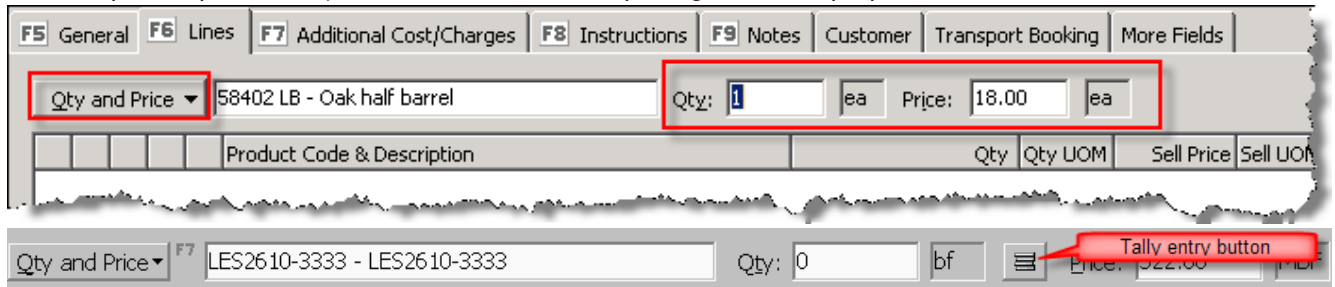 F5 General F6 Lines F7 Additional Cost/Charges F8 Instructions F9 Notes Customer Transport Booking More Fields
Qty and Price 58402 LB - Oak half barrel Qty: 1 ea Price: 18.00 ea
Product Code & Description Qty Qty UOM Sell Price Sell UOM
Qty and Price F7 LES2610-3333 - LES2610-3333 Qty: 0 bf Tally entry button